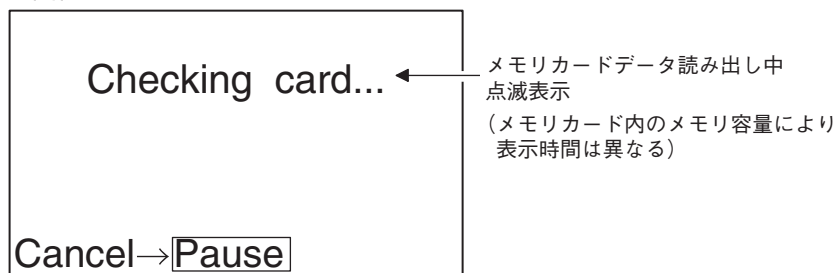 Checking card...
メモリカードデータ読み出し中
点滅表示
(メモリカード内のメモリ容量により
表示時間は異なる)
Cancel→Pause